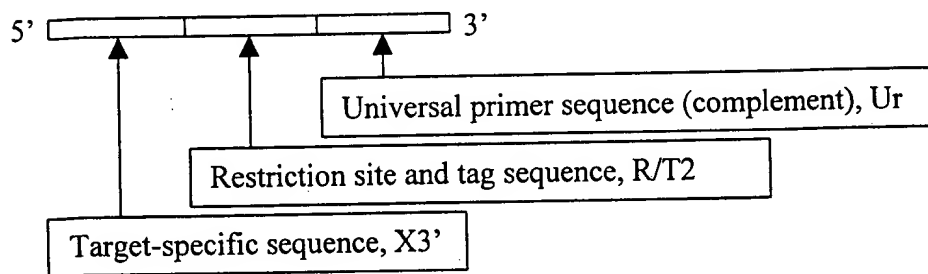 5’ 3’
Universal primer sequence (complement), Ur
Restriction site and tag sequence, R/T2
Target-specific sequence, X3’